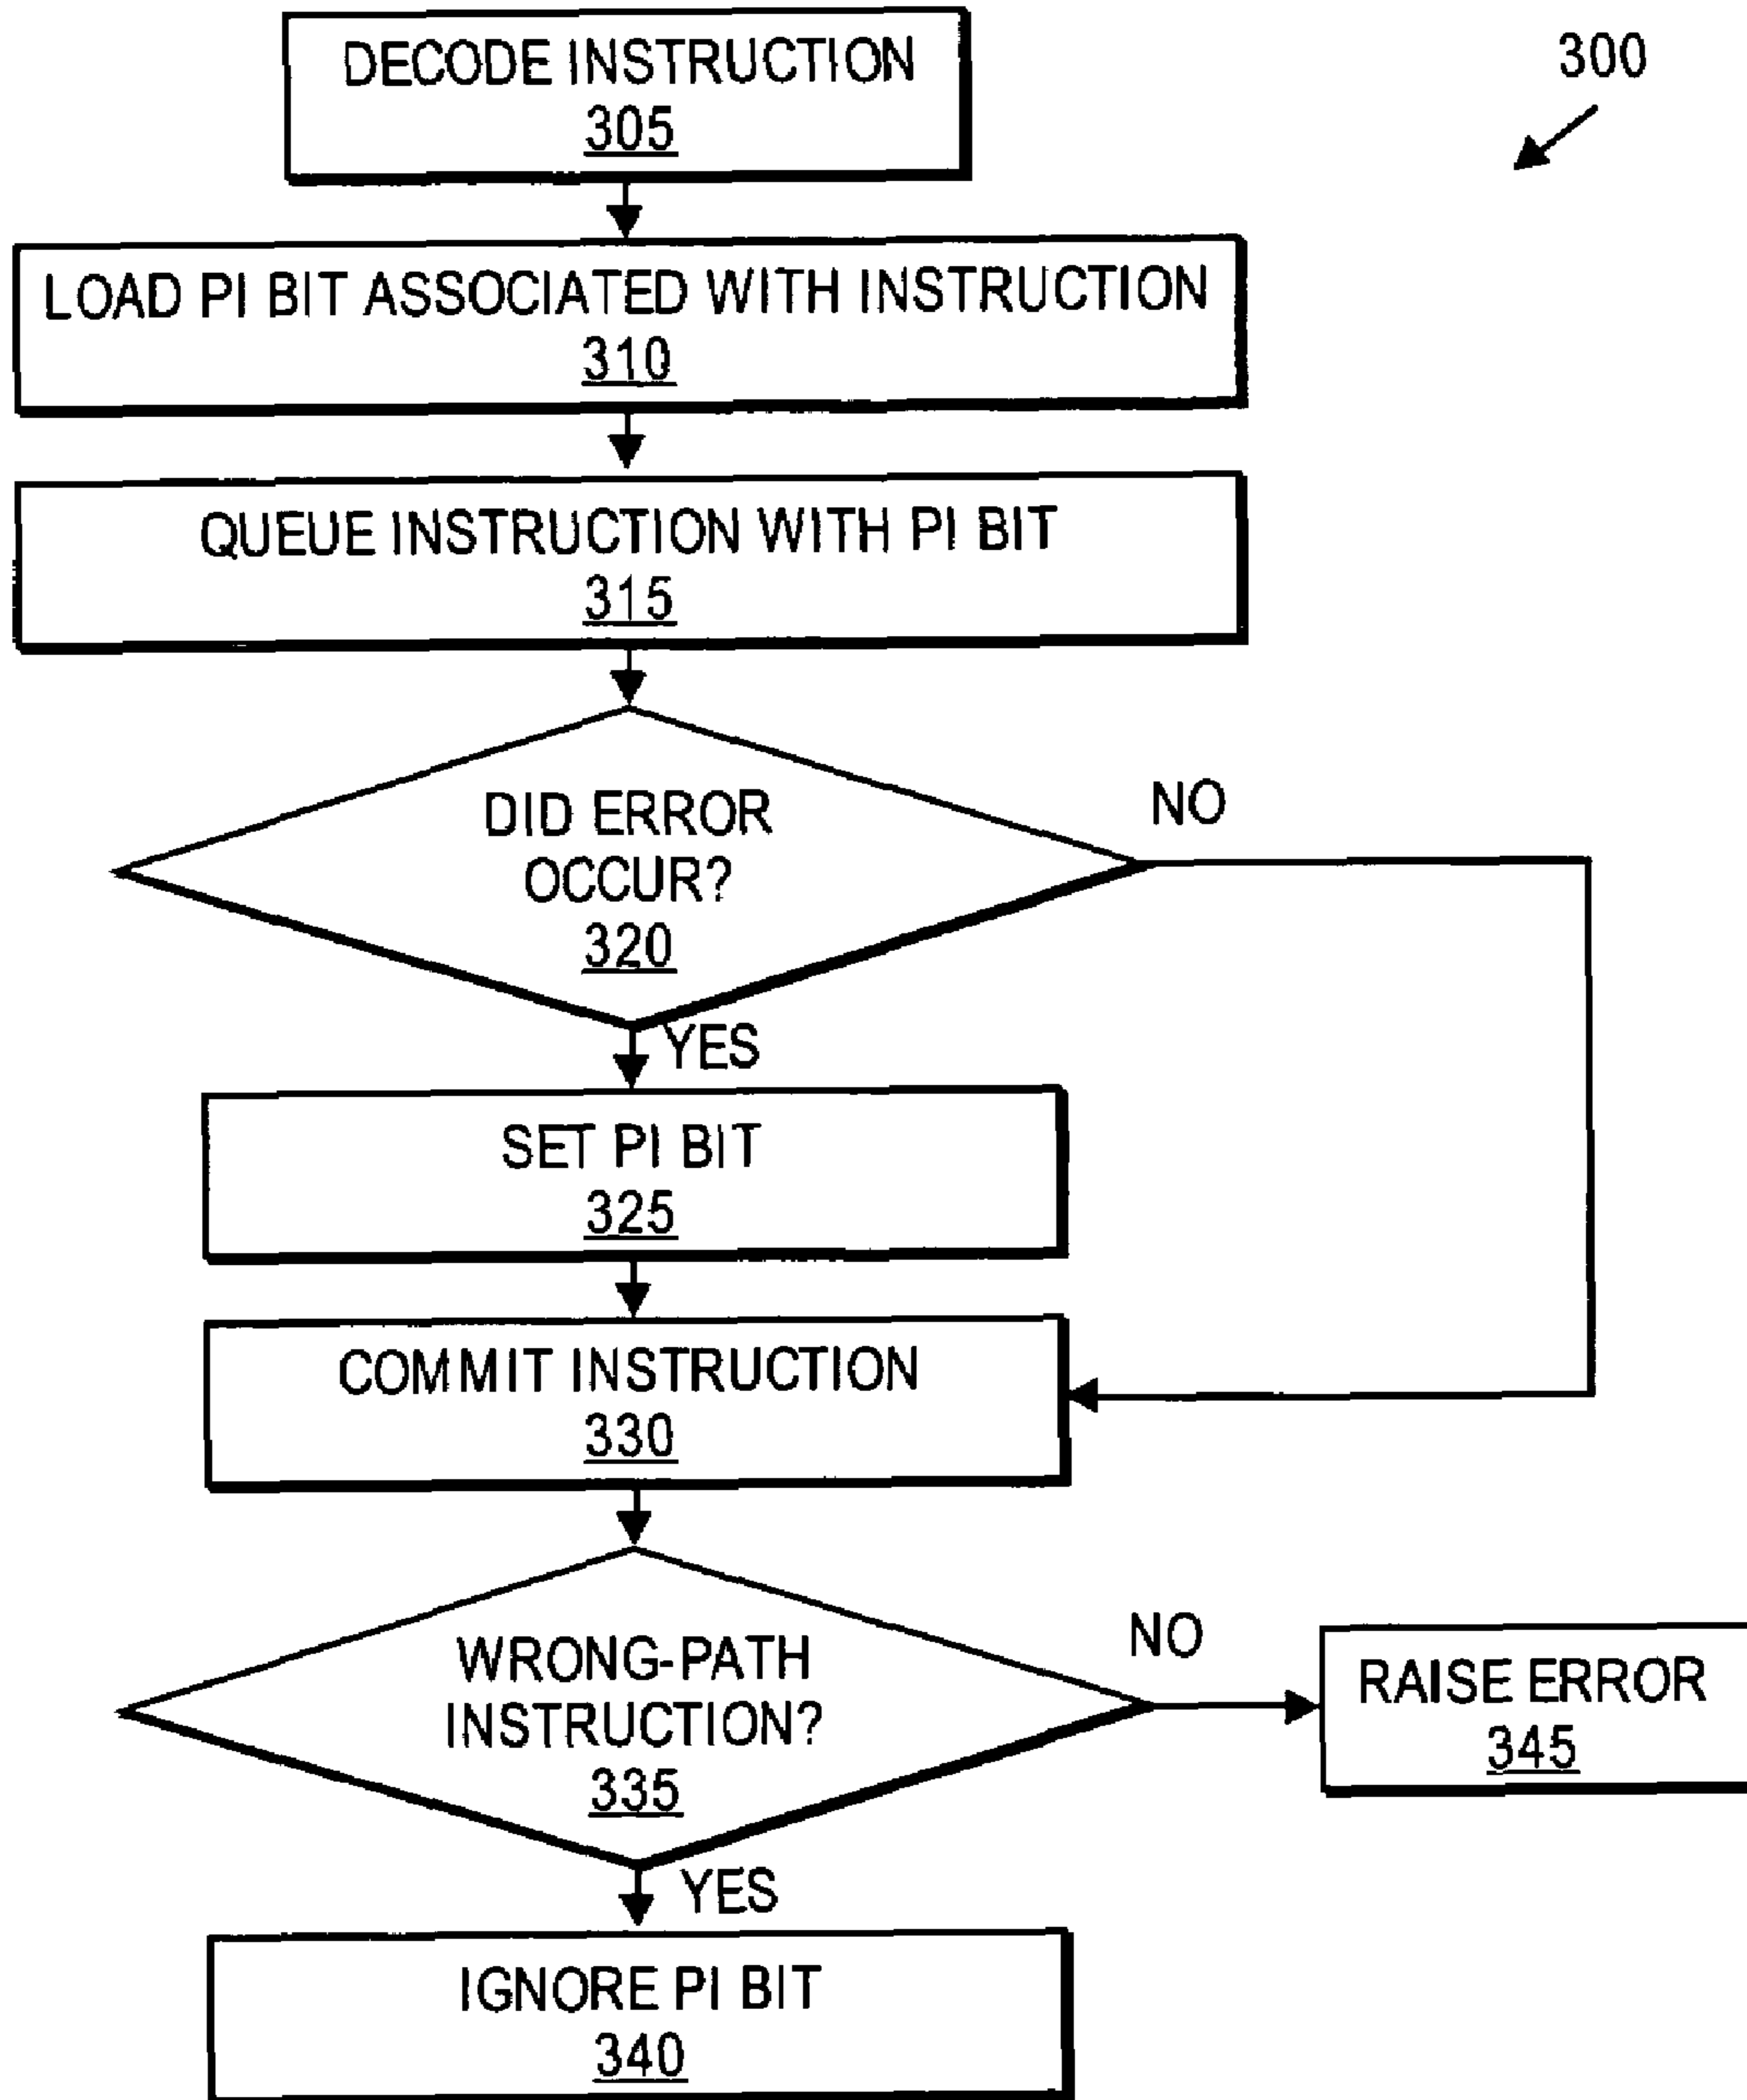 DECODE INSTRUCTION
305
300
LOAD PI BIT ASSOCIATED WITH INSTRUCTION
310
QUEUE INSTRUCTION WITH PI BIT
315
DID ERROR
OCCUR?
320
NO
YES
SET PI BIT
325
COMMIT INSTRUCTION
330
WRONG-PATH
INSTRUCTION?
335
NO
RAISE ERROR
345
YES
IGNORE PI BIT
340